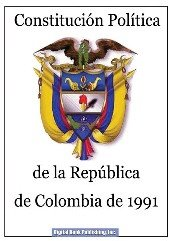 Constitución Política
de la República
de Colombia de 1991
Digital Book Publishing, Inc.